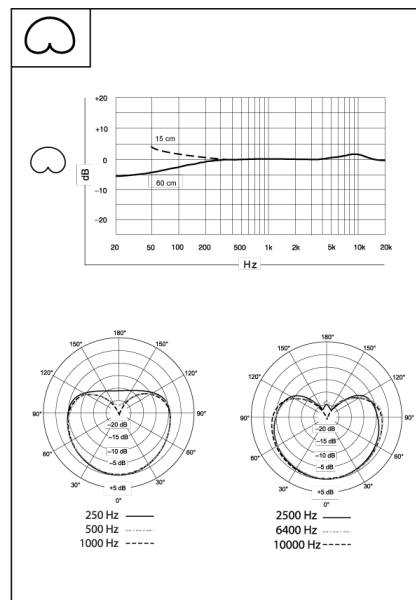 +20
+10
15 cm
0
dB
60 cm
-10
-20
20 50 100 200 500 1k 2k 5k 10k 20k
Hz
180°
150° 150°
120° 120°
90° 90°
–20 dB
–15 dB
60° 60°
–10 dB
–5 dB
30° 30°
+5 dB
0°
250 Hz
500 Hz
1000 Hz
180°
150° 150°
120° 120°
90° 90°
–20 dB
–15 dB
60° 60°
–10 dB
–5 dB
30° 30°
+5 dB
0°
2500 Hz
6400 Hz
10000 Hz